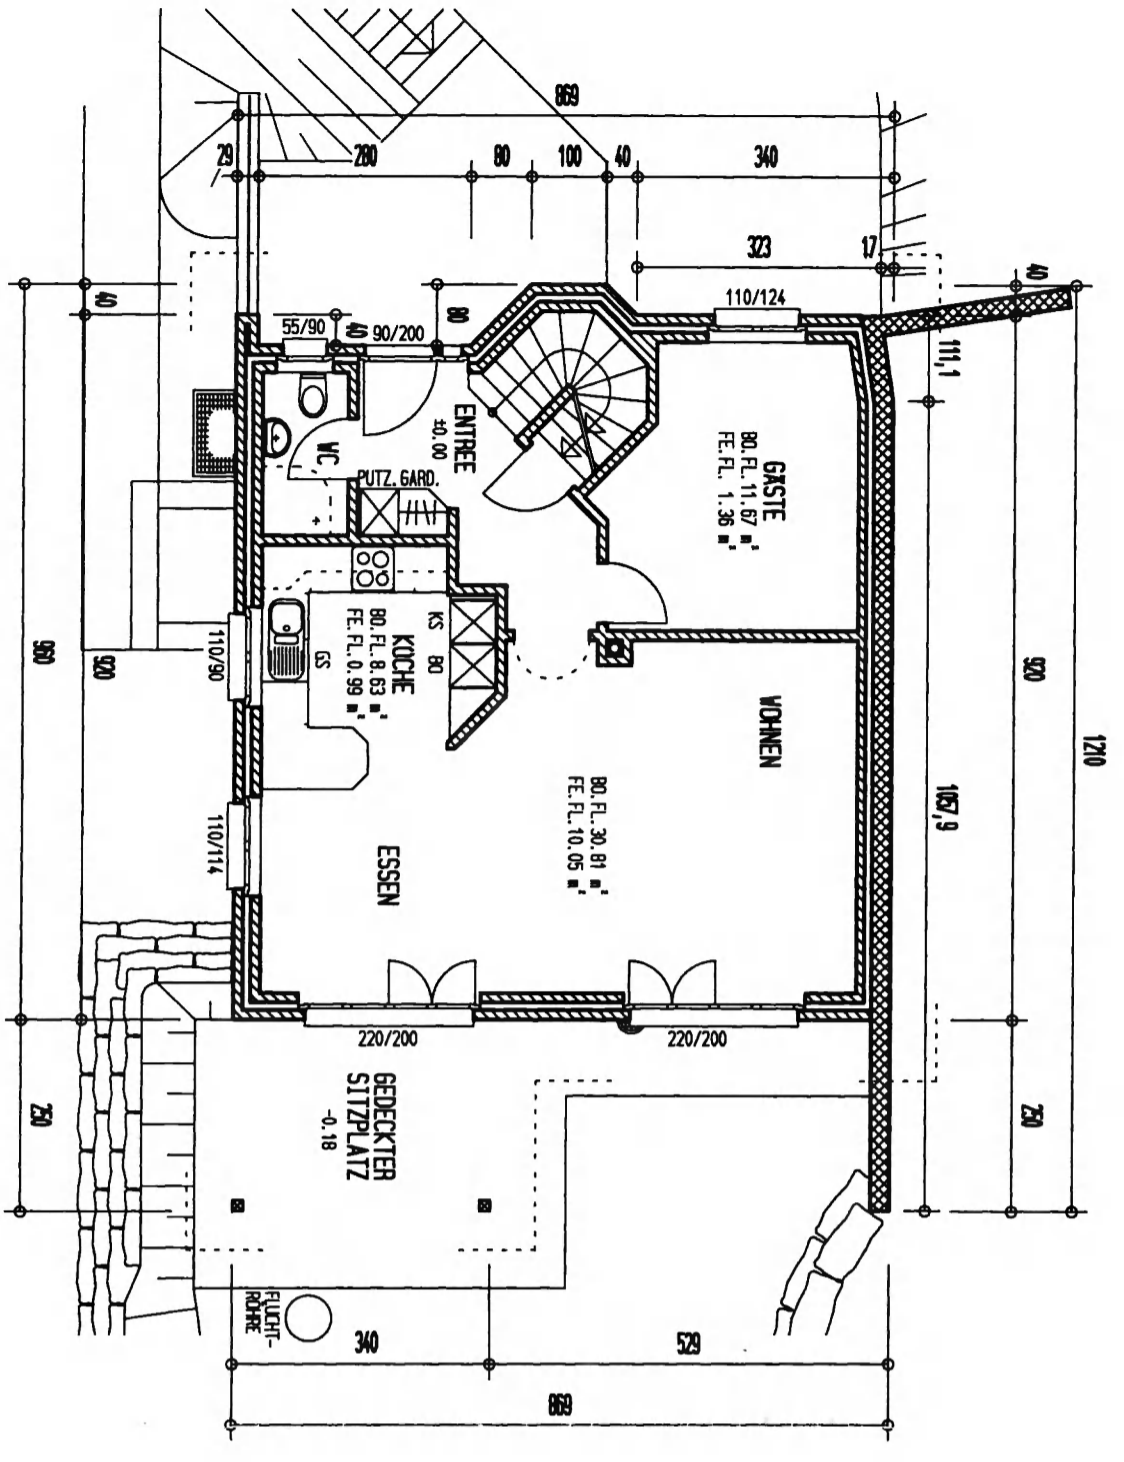 869
29
280
80
100
40
340
323
17
40
110/124
55/90
40
90/200
80
40
111,1
ENTREE
±0.00
WC
PUTZ. GARD.
GÄSTE
BO.FL. 11.67 m²
FE.FL. 1.36 m²
KS
BO
KÜCHE
BO.FL. 8.63 m²
FE.FL. 0.99 m²
GS
110/90
960
920
920
1210
WOHNEN
BO.FL. 30.81 m²
FE.FL. 10.05 m²
1057,9
110/114
ESSEN
220/200
220/200
GEDECKTER
SITZPLATZ
-0.18
250
250
FLUCHT-
RÖHRE
340
529
869